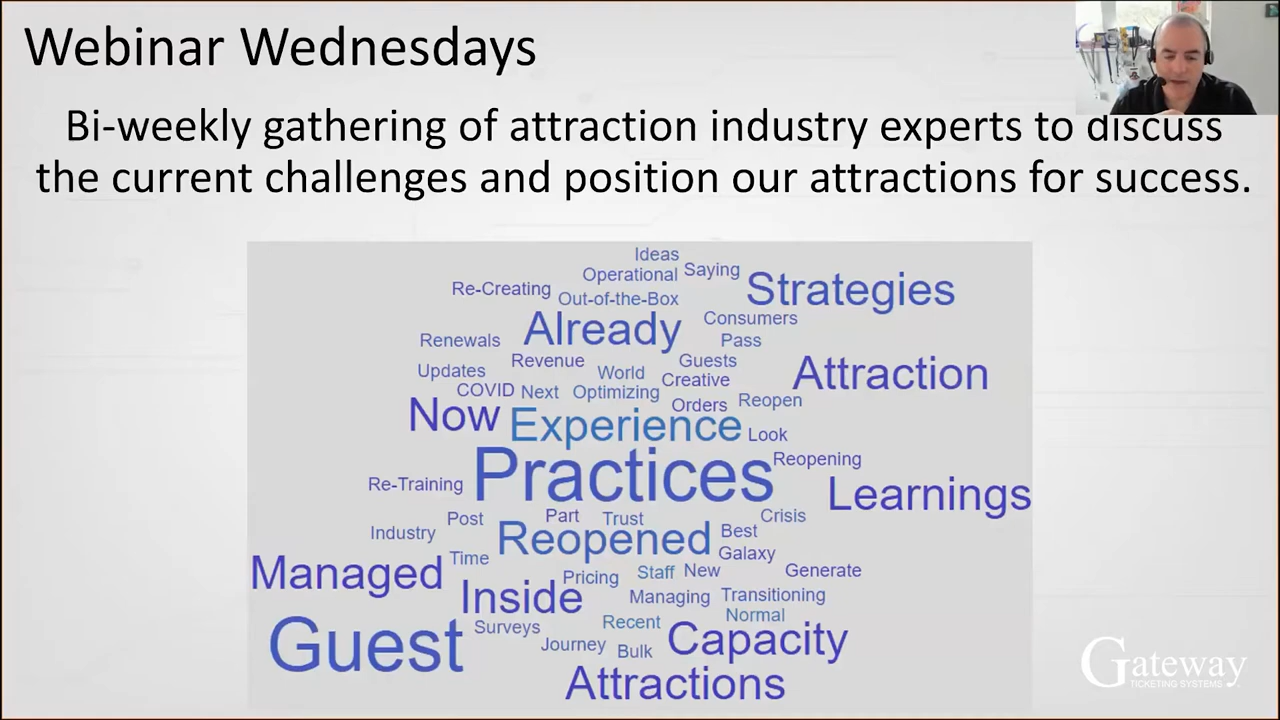 Webinar Wednesdays
Bi-weekly gathering of attraction industry experts to discuss
the current challenges and position our attractions for success.
Ideas
Operational Saying
Re-Creating Out-of-the-Box Strategies
Already Consumers
Renewals Pass
Updates Revenue World Guests Attraction
COVID Next Optimizing Creative
Now Experience Orders Reopen
Look
Practices Reopening
Re-Training Learnings
Post Part Trust Crisis
Industry Reopened Best
Time Galaxy
Managed Pricing Staff New Generate
Inside Managing Transitioning
Normal
Guest Surveys Recent Capacity
Journey Bulk
Attractions
Gateway
TICKETING SYSTEMS